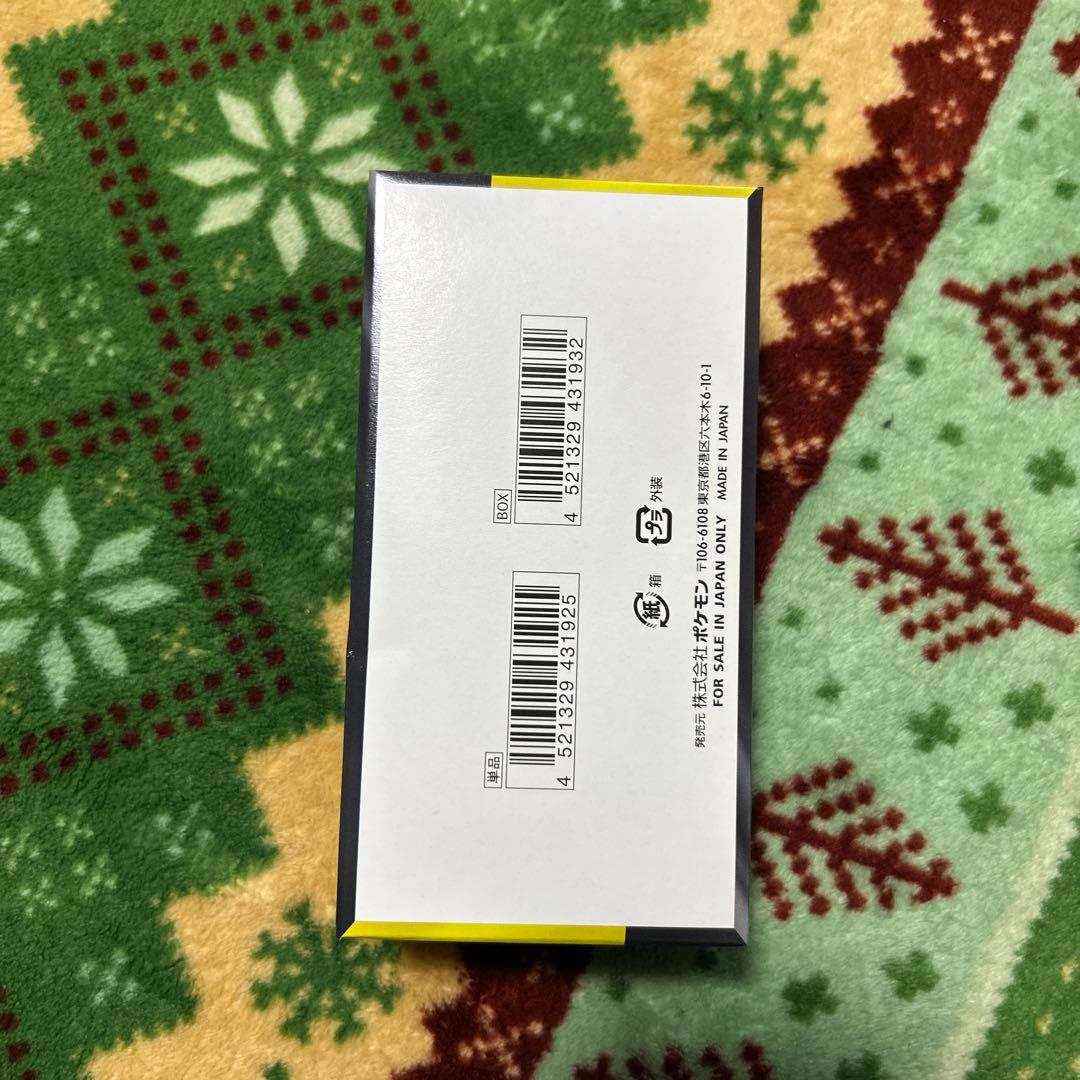 単品
4 521329 431925
BOX
4 521329 431932
紙 箱
プラ 外装
発売元 株式会社ポケモン 〒106-6108 東京都港区六本木6-10-1
FOR SALE IN JAPAN ONLY MADE IN JAPAN